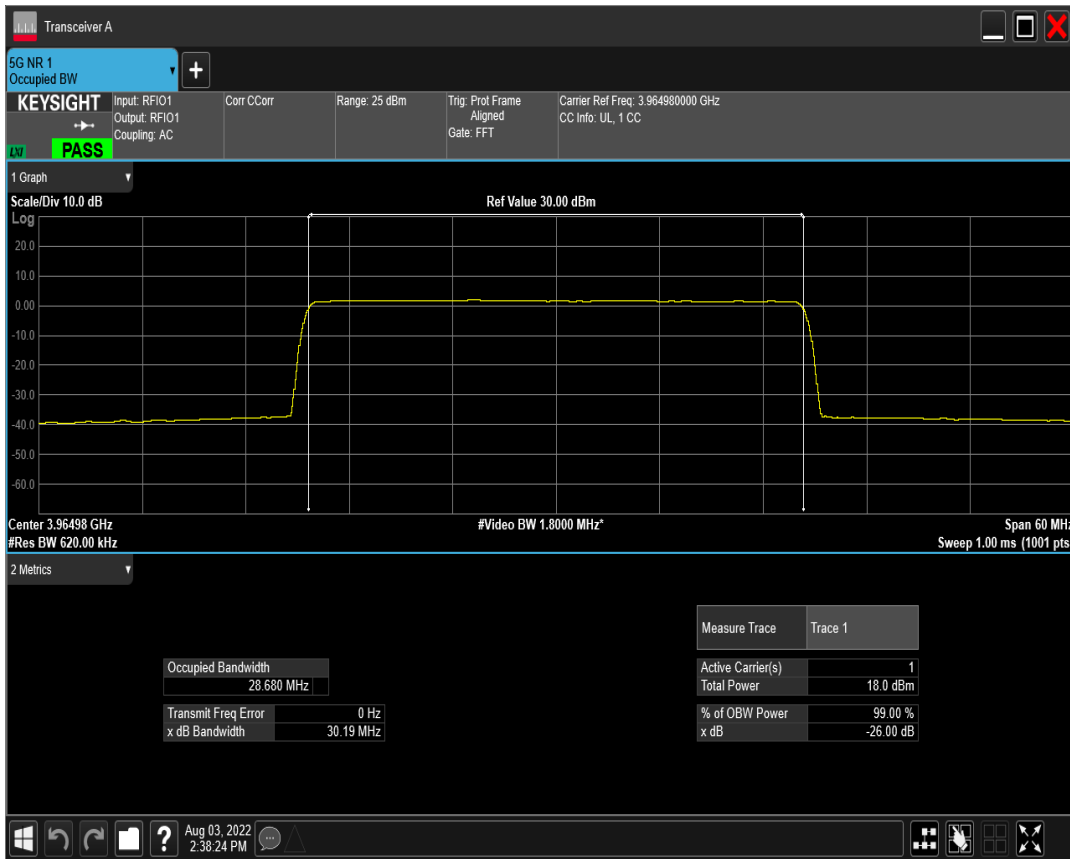 Transceiver A
5G NR 1
Occupied BW
KEYSIGHT
LXI
PASS
Input: RFIO1
Output: RFIO1
Coupling: AC
Corr CCorr
Range: 25 dBm
Trig: Prot Frame
Aligned
Gate: FFT
Carrier Ref Freq: 3.964980000 GHz
CC Info: UL, 1 CC
1 Graph
Scale/Div 10.0 dB
Ref Value 30.00 dBm
Log
20.0
10.0
0.00
-10.0
-20.0
-30.0
-40.0
-50.0
-60.0
Center 3.96498 GHz
#Video BW 1.8000 MHz*
Span 60 MHz
#Res BW 620.00 kHz
Sweep 1.00 ms (1001 pts
2 Metrics
Measure Trace Trace 1
Occupied Bandwidth
28.680 MHz
Active Carrier(s) 1
Total Power 18.0 dBm
Transmit Freq Error 0 Hz
x dB Bandwidth 30.19 MHz
% of OBW Power 99.00 %
x dB -26.00 dB
Aug 03, 2022
2:38:24 PM